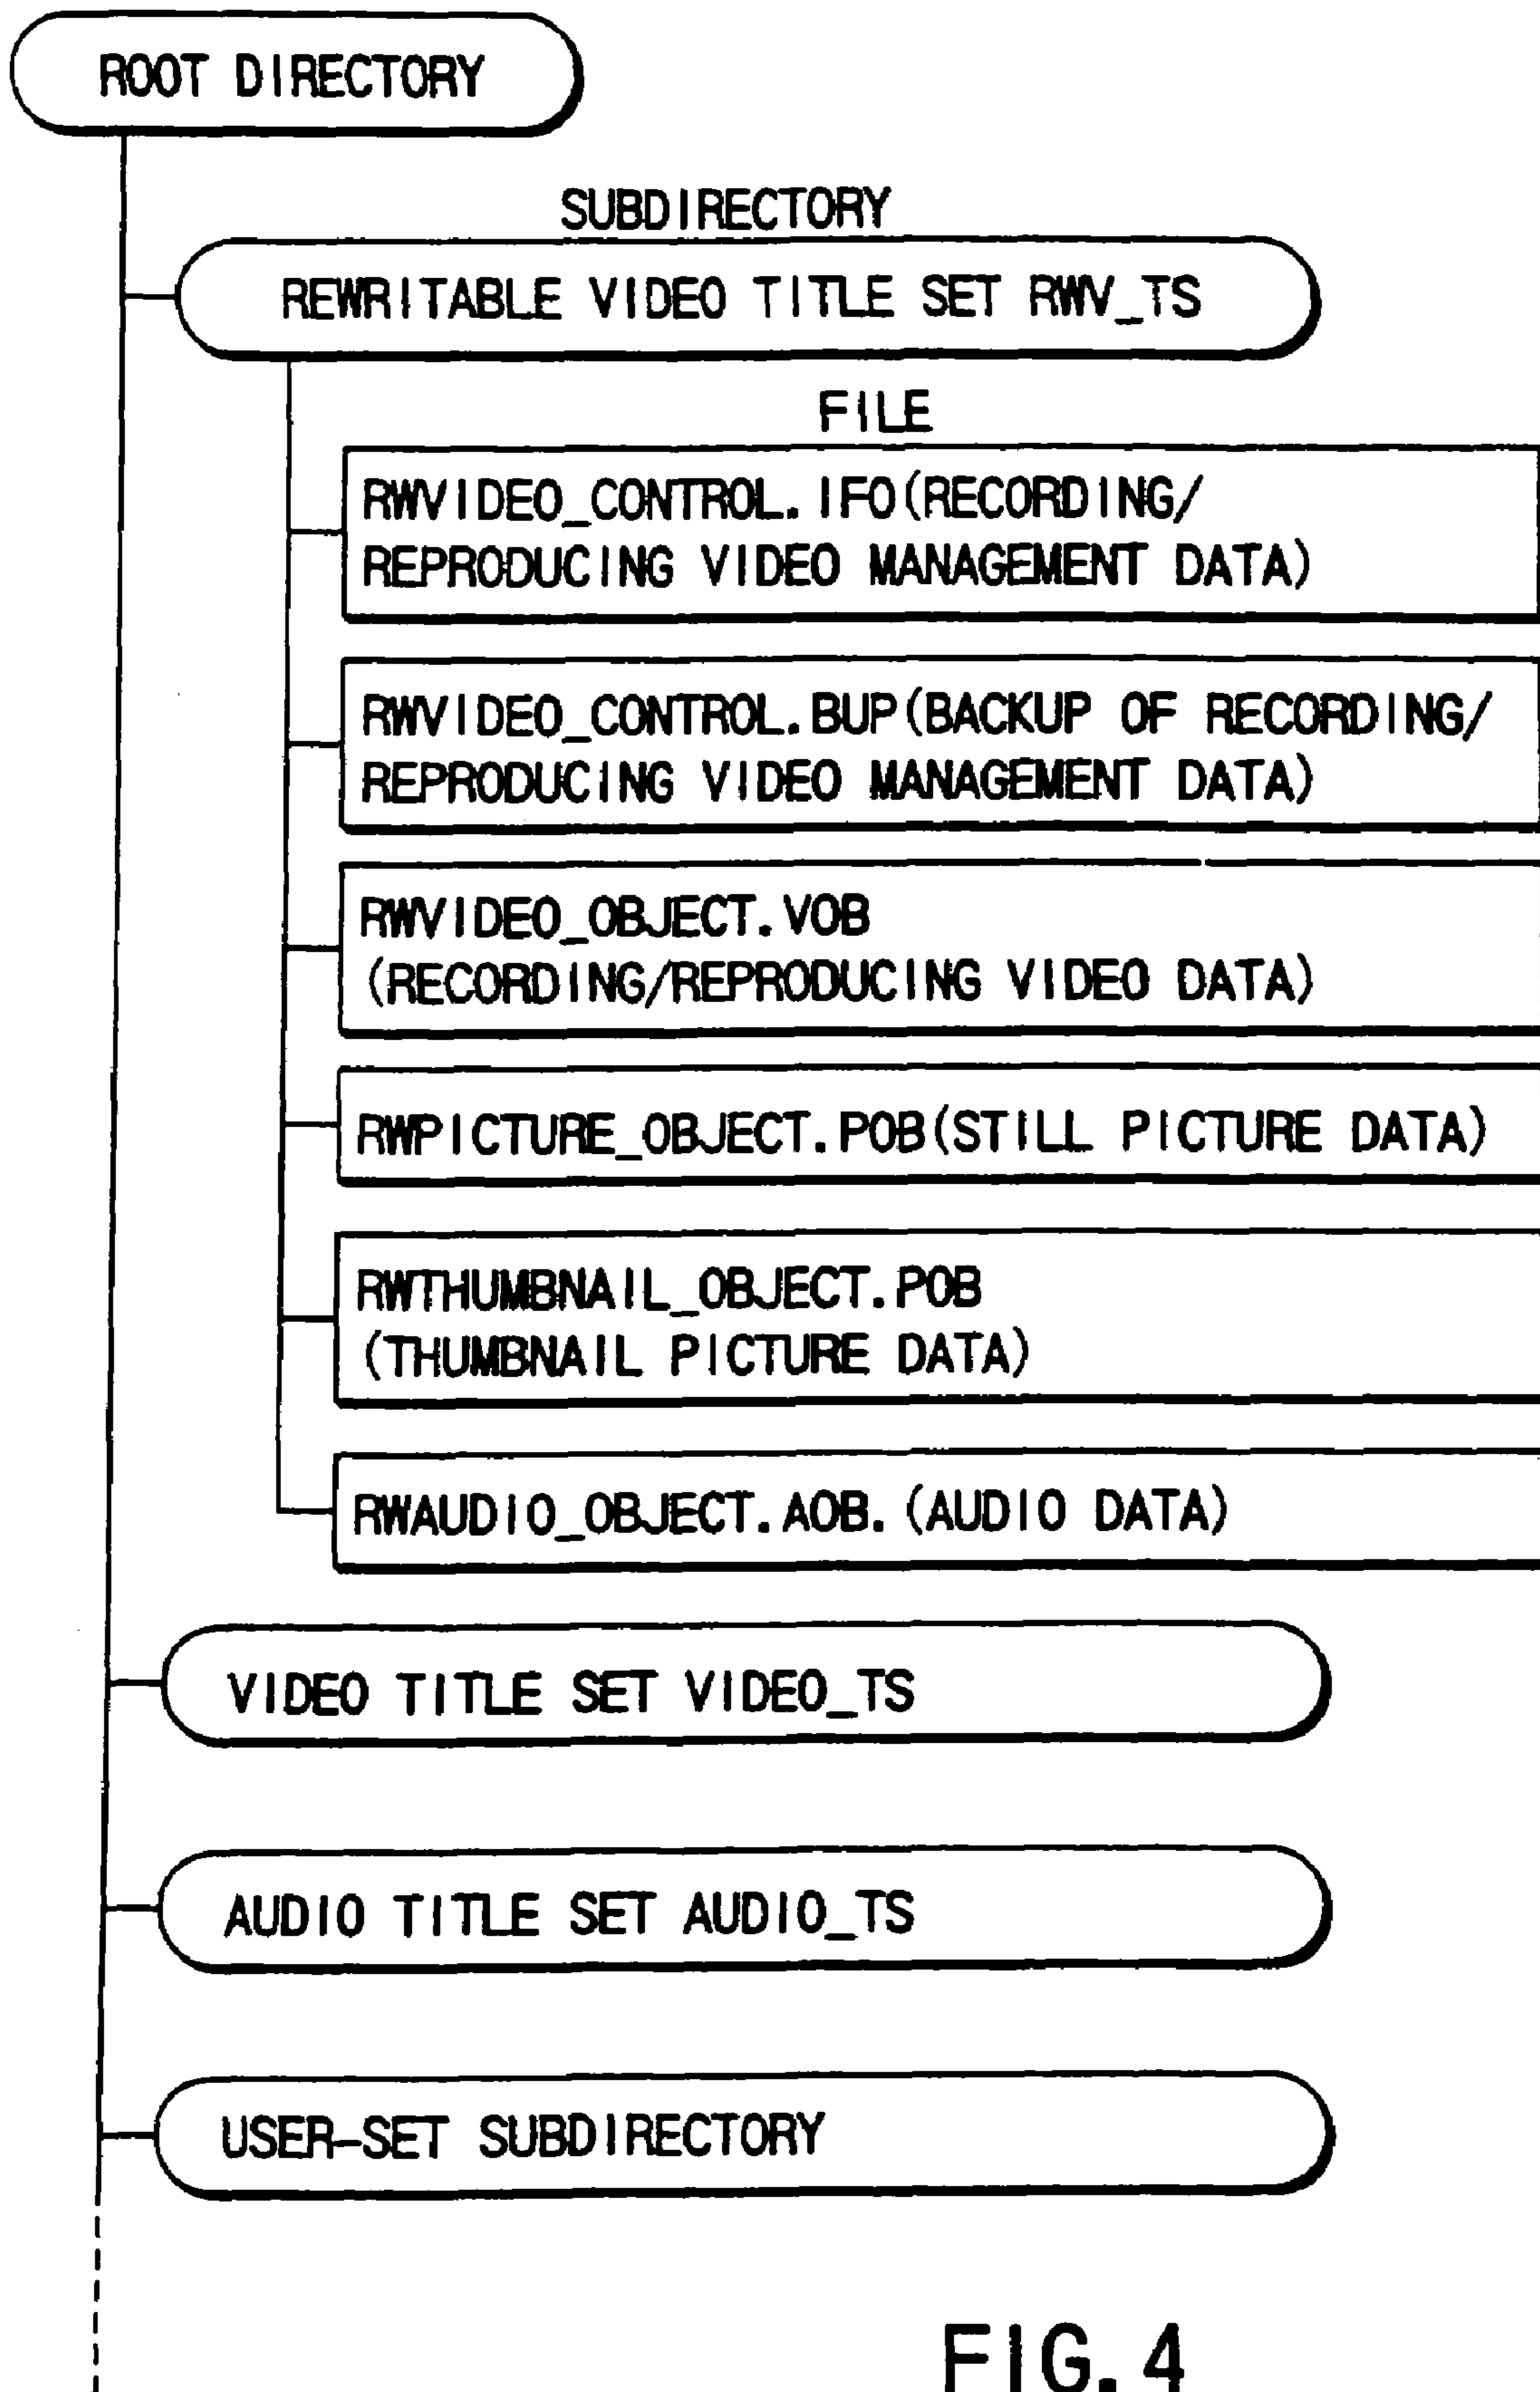 ROOT DIRECTORY
SUBDIRECTORY
REWRITABLE VIDEO TITLE SET RWV_TS
FILE
RWVIDEO_CONTROL.IFO(RECORDING/
REPRODUCING VIDEO MANAGEMENT DATA)
RWVIDEO_CONTROL.BUP(BACKUP OF RECORDING/
REPRODUCING VIDEO MANAGEMENT DATA)
RWVIDEO_OBJECT.VOB
(RECORDING/REPRODUCING VIDEO DATA)
RWPICTURE_OBJECT.POB(STILL PICTURE DATA)
RWTHUMBNAIL_OBJECT.POB
(THUMBNAIL PICTURE DATA)
RWAUDIO_OBJECT.AOB.(AUDIO DATA)
VIDEO TITLE SET VIDEO_TS
AUDIO TITLE SET AUDIO_TS
USER-SET SUBDIRECTORY
FIG.4